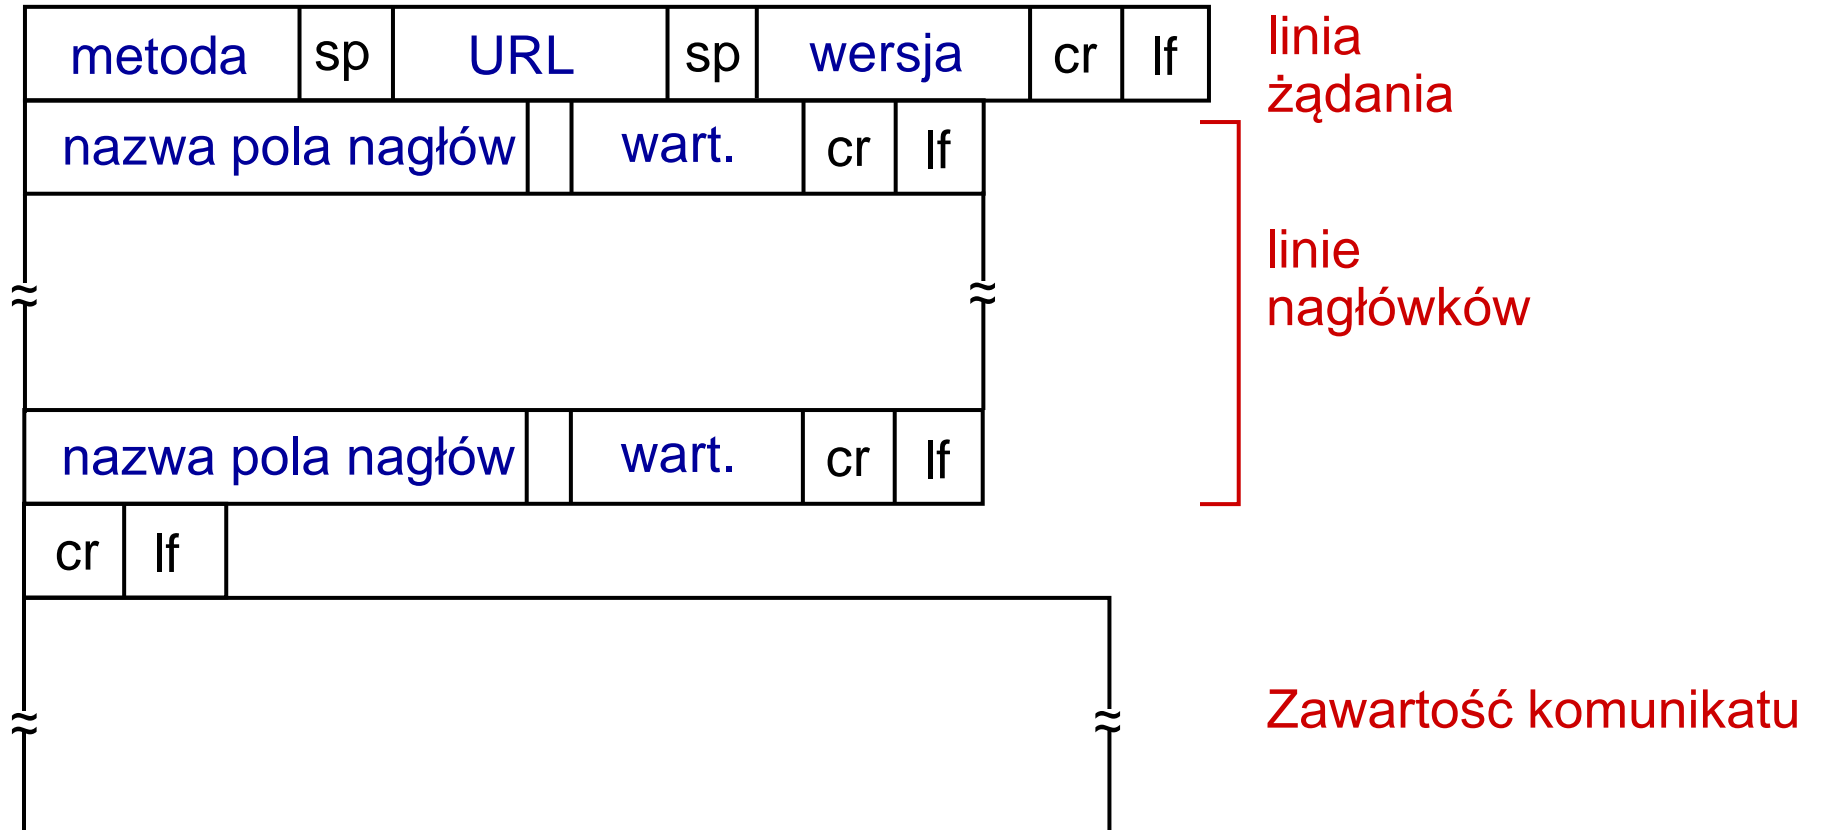 metoda sp URL sp wersja cr lf
linia
żądania
nazwa pola nagłów wart. cr lf
linie
nagłówków
≈ ≈
nazwa pola nagłów wart. cr lf
cr lf
Zawartość komunikatu
≈ ≈